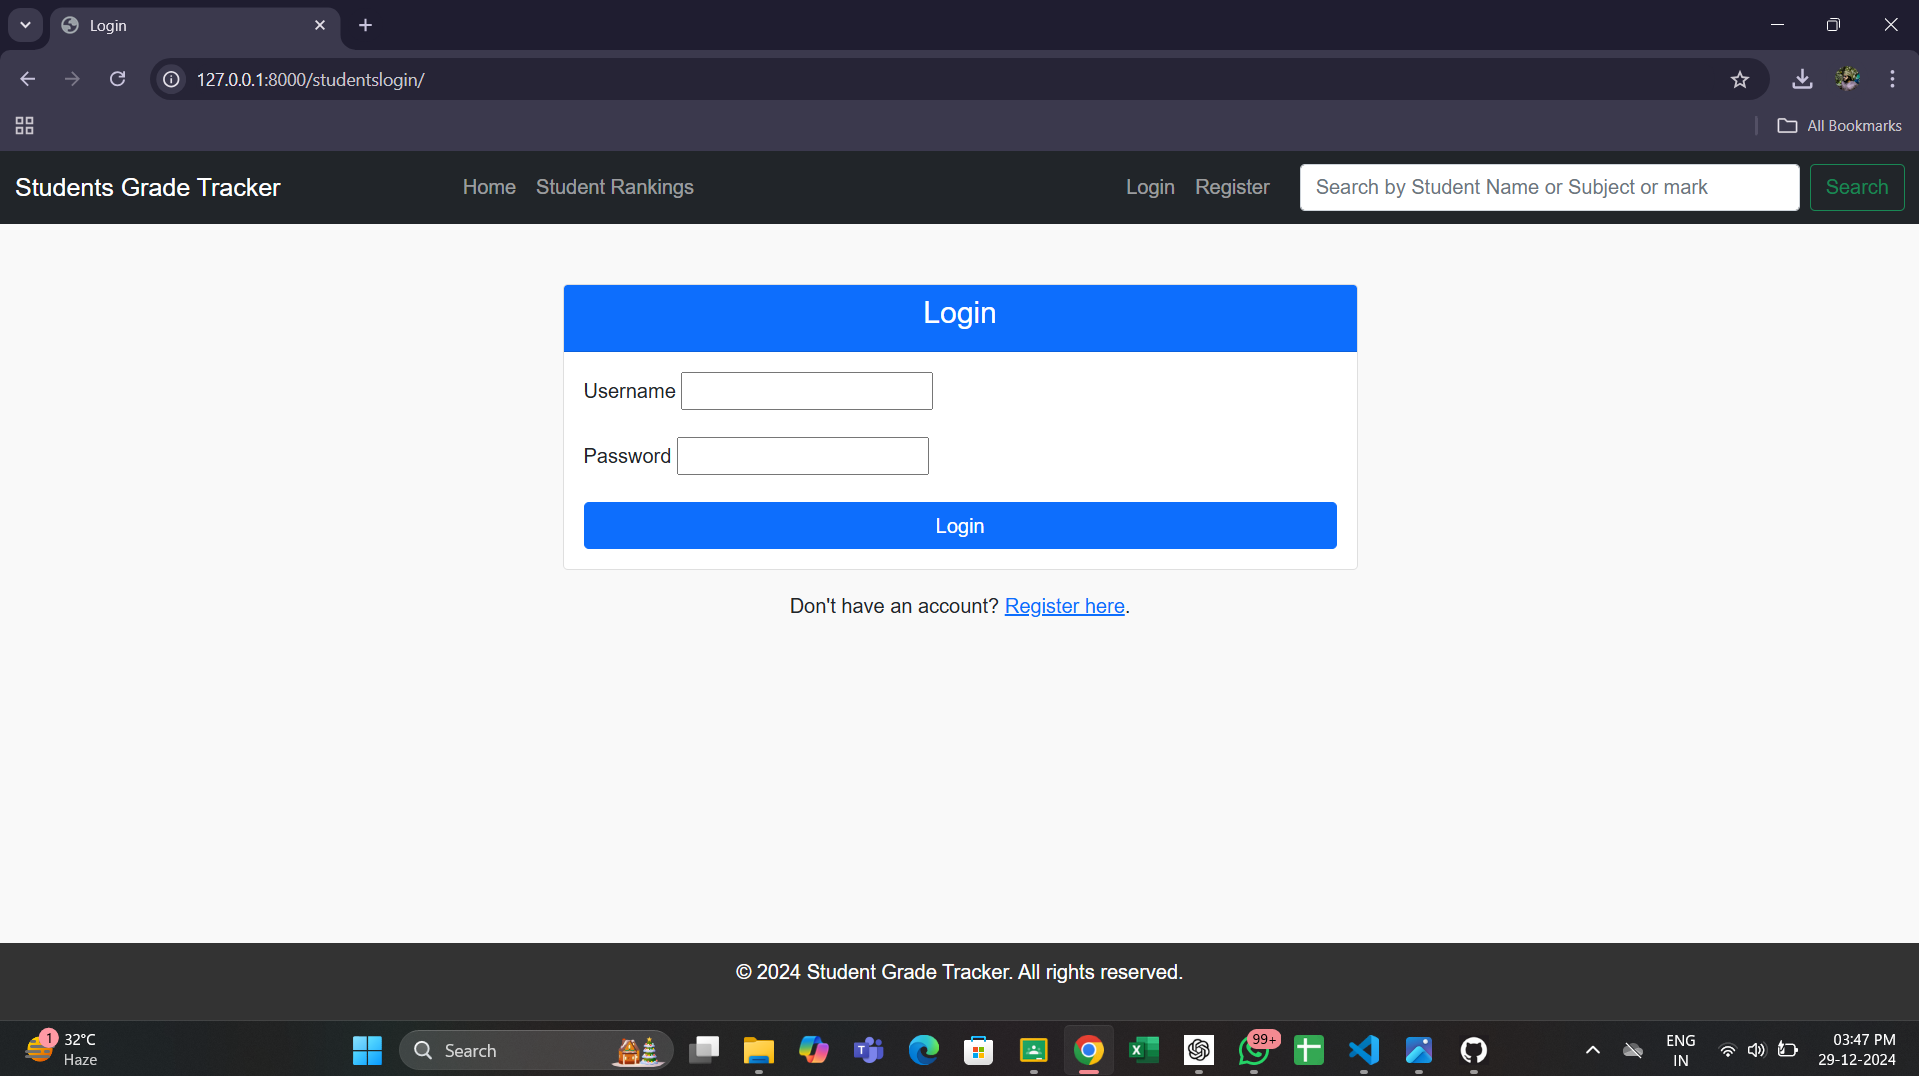 Login
127.0.0.1:8000/studentslogin/
All Bookmarks
Students Grade Tracker
Home
Student Rankings
Login
Register
Search by Student Name or Subject or mark
Search
Login
Username
Password
Login
Don't have an account? Register here.
© 2024 Student Grade Tracker. All rights reserved.
1
32°C
Haze
Search
99+
ENG
IN
03:47 PM
29-12-2024